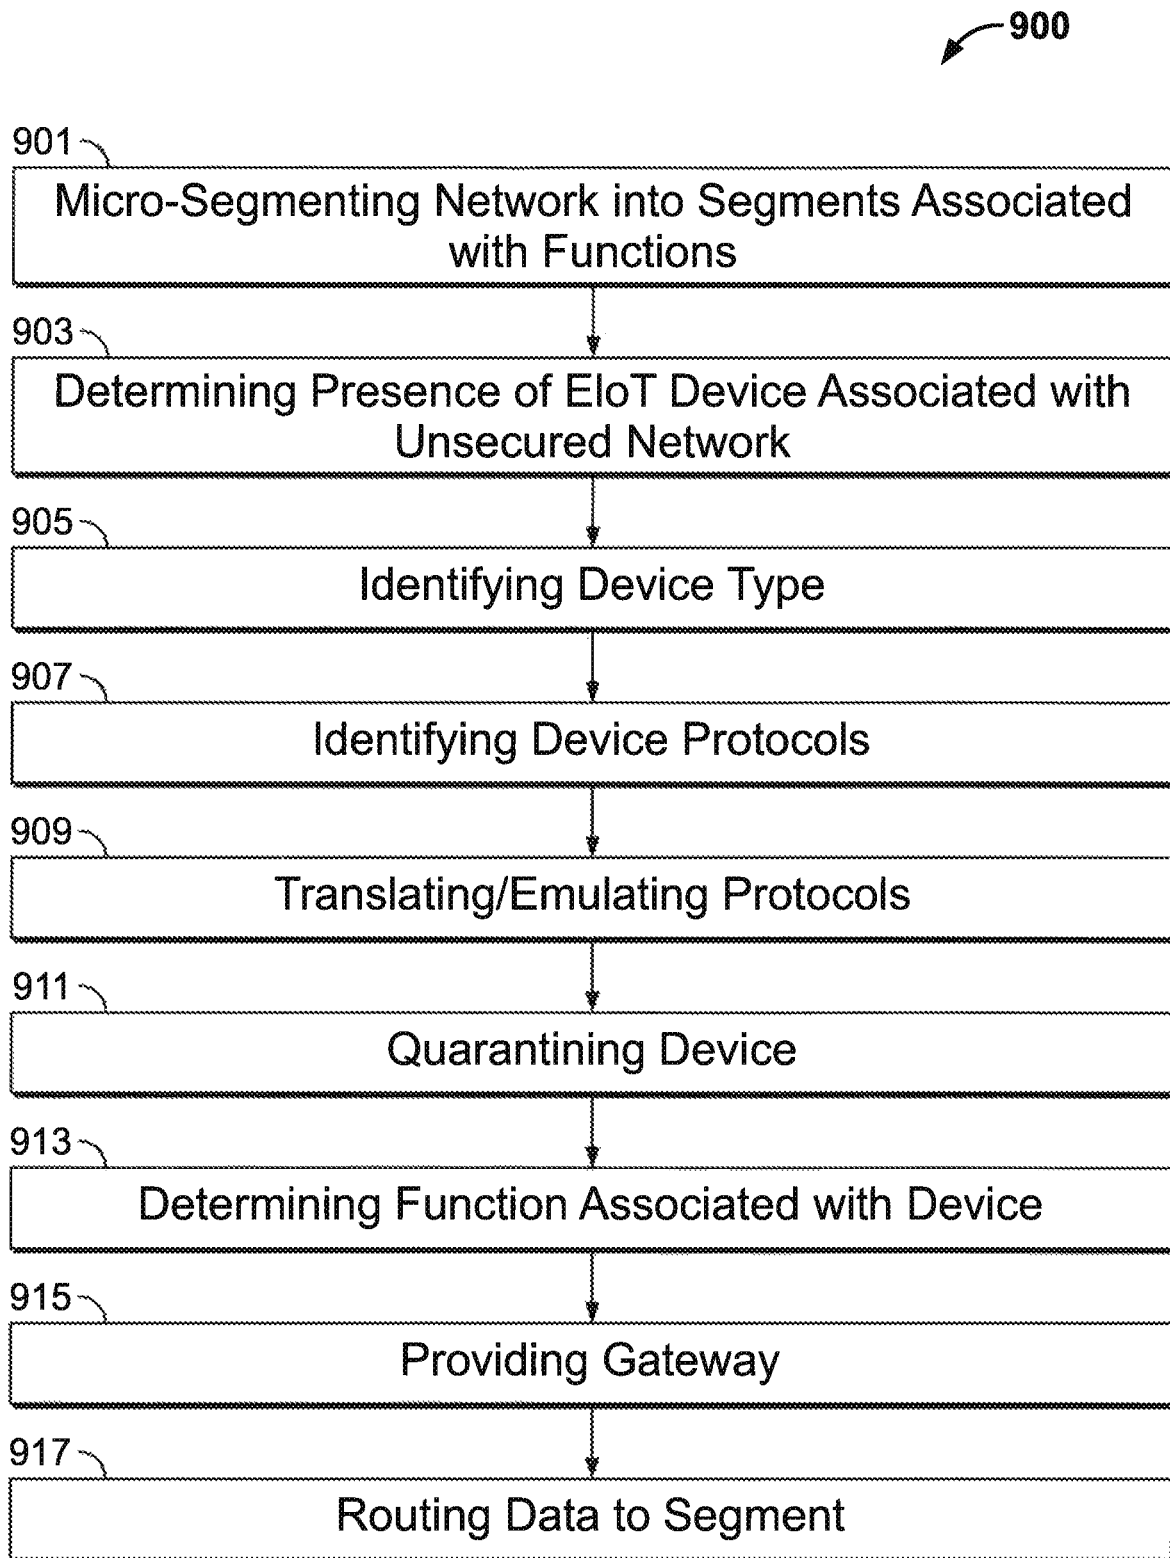 900
901
Micro-Segmenting Network into Segments Associated
with Functions
903
Determining Presence of EIoT Device Associated with
Unsecured Network
905
Identifying Device Type
907
Identifying Device Protocols
909
Translating/Emulating Protocols
911
Quarantining Device
913
Determining Function Associated with Device
915
Providing Gateway
917
Routing Data to Segment